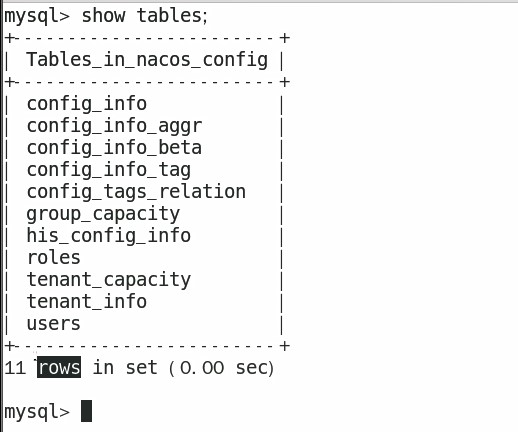 mysql> show tables;
+------------------------+
| Tables_in_nacos_config |
+------------------------+
| config_info            |
| config_info_aggr       |
| config_info_beta       |
| config_info_tag        |
| config_tags_relation   |
| group_capacity         |
| his_config_info        |
| roles                  |
| tenant_capacity        |
| tenant_info            |
| users                  |
+------------------------+
11 rows in set (0.00 sec)
mysql>